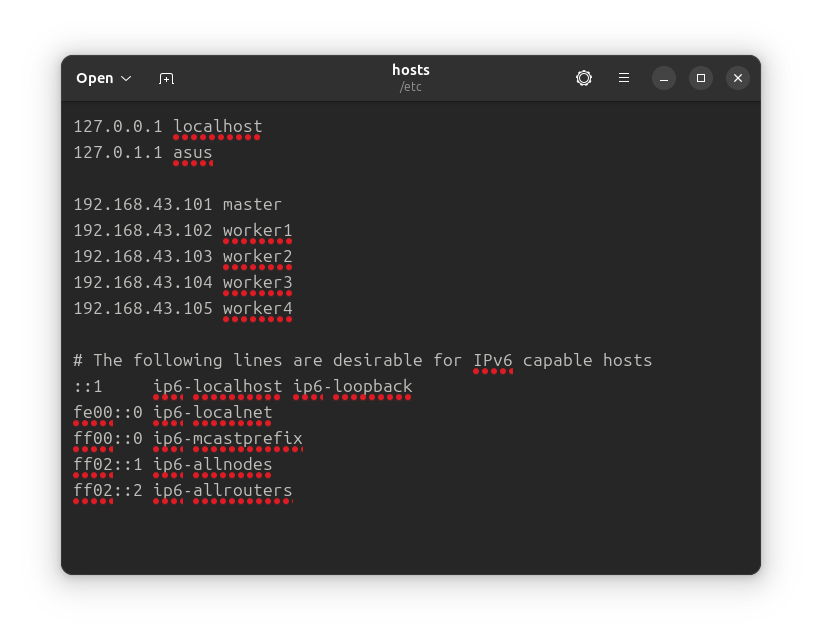 Open
hosts
/etc
127.0.0.1 localhost
127.0.1.1 asus
192.168.43.101 master
192.168.43.102 worker1
192.168.43.103 worker2
192.168.43.104 worker3
192.168.43.105 worker4
# The following lines are desirable for IPv6 capable hosts
::1     ip6-localhost ip6-loopback
fe00::0 ip6-localnet
ff00::0 ip6-mcastprefix
ff02::1 ip6-allnodes
ff02::2 ip6-allrouters